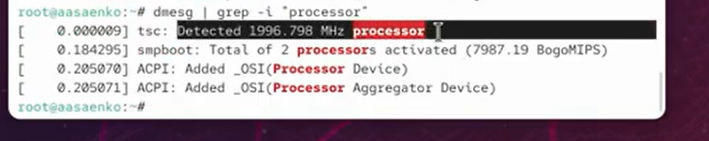 root@aasaenko:~# dmesg | grep -i "processor"
[    0.000009] tsc: Detected 1996.798 MHz processor
[    0.184295] smpboot: Total of 2 processors activated (7987.19 BogoMIPS)
[    0.205070] ACPI: Added _OSI(Processor Device)
[    0.205071] ACPI: Added _OSI(Processor Aggregator Device)
root@aasaenko:~#